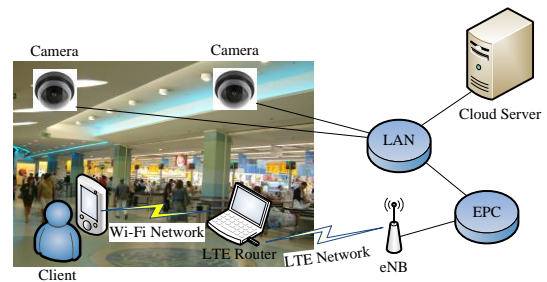 Camera
Camera
Cloud Server
LAN
EPC
Wi-Fi Network
LTE Router
LTE Network
eNB
Client